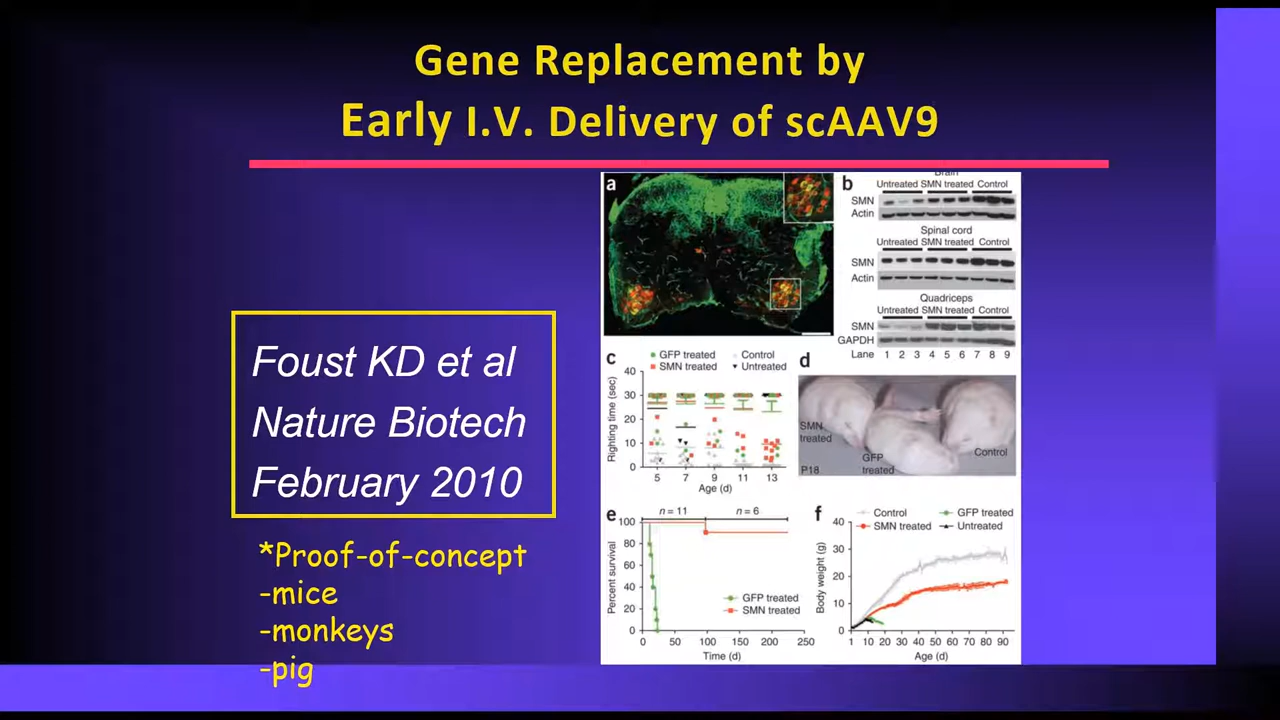 Gene Replacement by
Early I.V. Delivery of scAAV9
Foust KD et al
Nature Biotech
February 2010
*Proof-of-concept
-mice
-monkeys
-pig
a
b
Brain
Untreated SMN treated Control
SMN
Actin
Spinal cord
Untreated SMN treated Control
SMN
Actin
Quadriceps
Untreated SMN treated Control
SMN
GAPDH
Lane 1 2 3 4 5 6 7 8 9
c
GFP treated Control
SMN treated Untreated
Righting time (sec)
40
30
20
10
0
5 7 9 11 13
Age (d)
d
SMN
treated
GFP
treated
Control
P18
e
n = 11 n = 6
Percent survival
100
80
60
40
20
0
GFP treated
SMN treated
0 50 100 150 200 250
Time (d)
f
Control GFP treated
SMN treated Untreated
Body weight (g)
40
30
20
10
0
1 10 20 30 40 50 60 70 80 90
Age (d)